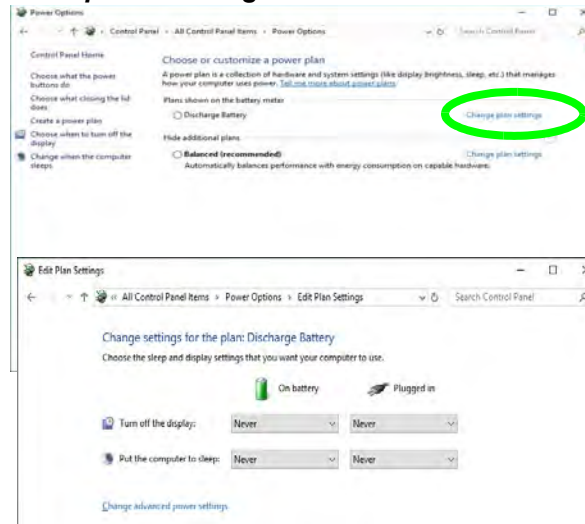 Power Options
Control Panel › All Control Panel Items › Power Options
Search Control Panel
Control Panel Home
Choose what the power
buttons do
Choose what closing the lid
does
Create a power plan
Choose when to turn off the
display
Change when the computer
sleeps
Choose or customize a power plan
A power plan is a collection of hardware and system settings (like display brightness, sleep, etc.) that manages
how your computer uses power. Tell me more about power plans
Plans shown on the battery meter
Discharge Battery
Change plan settings
Hide additional plans
Balanced (recommended)
Change plan settings
Automatically balances performance with energy consumption on capable hardware.
Edit Plan Settings
« All Control Panel Items › Power Options › Edit Plan Settings
Search Control Panel
Change settings for the plan: Discharge Battery
Choose the sleep and display settings that you want your computer to use.
On battery
Plugged in
Turn off the display: Never Never
Put the computer to sleep: Never Never
Change advanced power settings